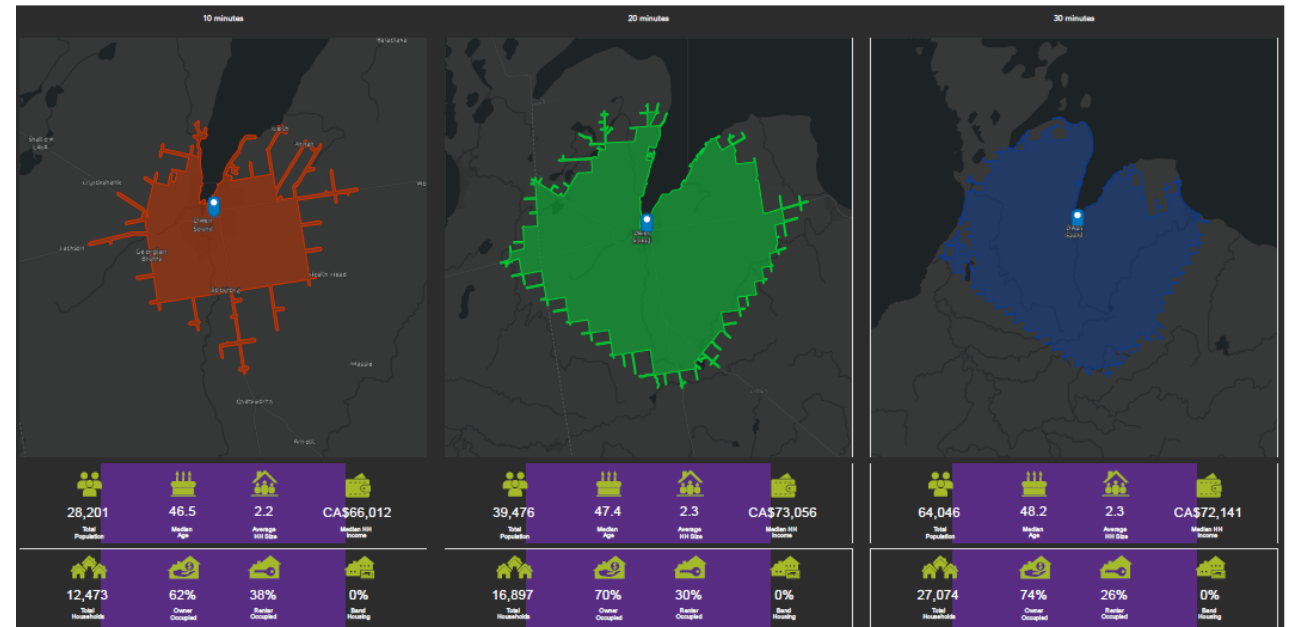 10 minutes
20 minutes
30 minutes
Balaclava
Leith
Annan
Owen
Sound
Georgian
Bluffs
Rockford
Massie
Chatsworth
Owen
Sound
Owen
Sound
28,201
Total
Population
46.5
Median
Age
2.2
Average
HH Size
CA$66,012
Median HH
Income
39,476
Total
Population
47.4
Median
Age
2.3
Average
HH Size
CA$73,056
Median HH
Income
64,046
Total
Population
48.2
Median
Age
2.3
Average
HH Size
CA$72,141
Median HH
Income
12,473
Total
Households
62%
Owner
Occupied
38%
Renter
Occupied
0%
Band
Housing
16,897
Total
Households
70%
Owner
Occupied
30%
Renter
Occupied
0%
Band
Housing
27,074
Total
Households
74%
Owner
Occupied
26%
Renter
Occupied
0%
Band
Housing